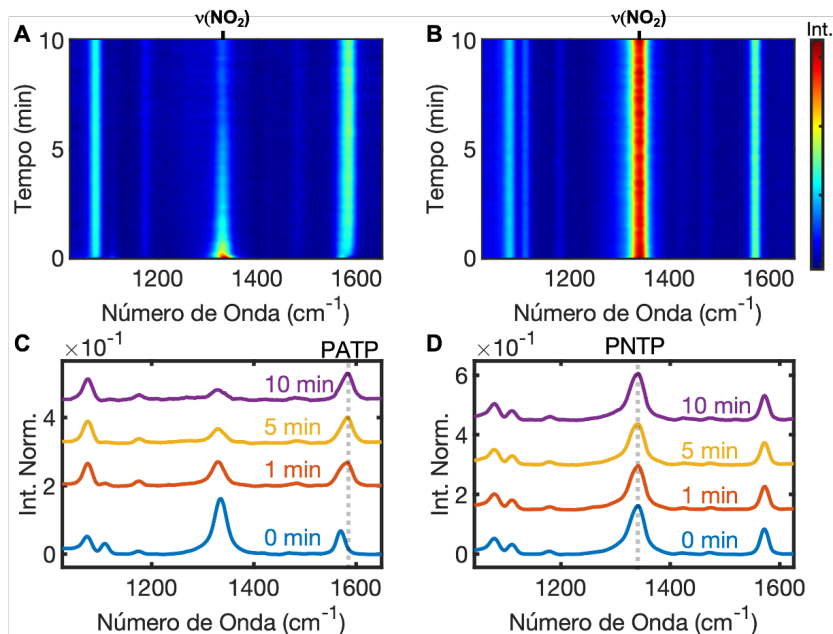 A
ν(NO₂)
10
5
0
Tempo (min)
1200
1400
1600
Número de Onda (cm⁻¹)
B
ν(NO₂)
Int.
10
5
0
Tempo (min)
1200
1400
1600
Número de Onda (cm⁻¹)
C
×10⁻¹
PATP
4
2
0
Int. Norm.
10 min
5 min
1 min
0 min
1200
1400
1600
Número de Onda (cm⁻¹)
D
×10⁻¹
PNTP
6
4
2
0
Int. Norm.
10 min
5 min
1 min
0 min
1200
1400
1600
Número de Onda (cm⁻¹)